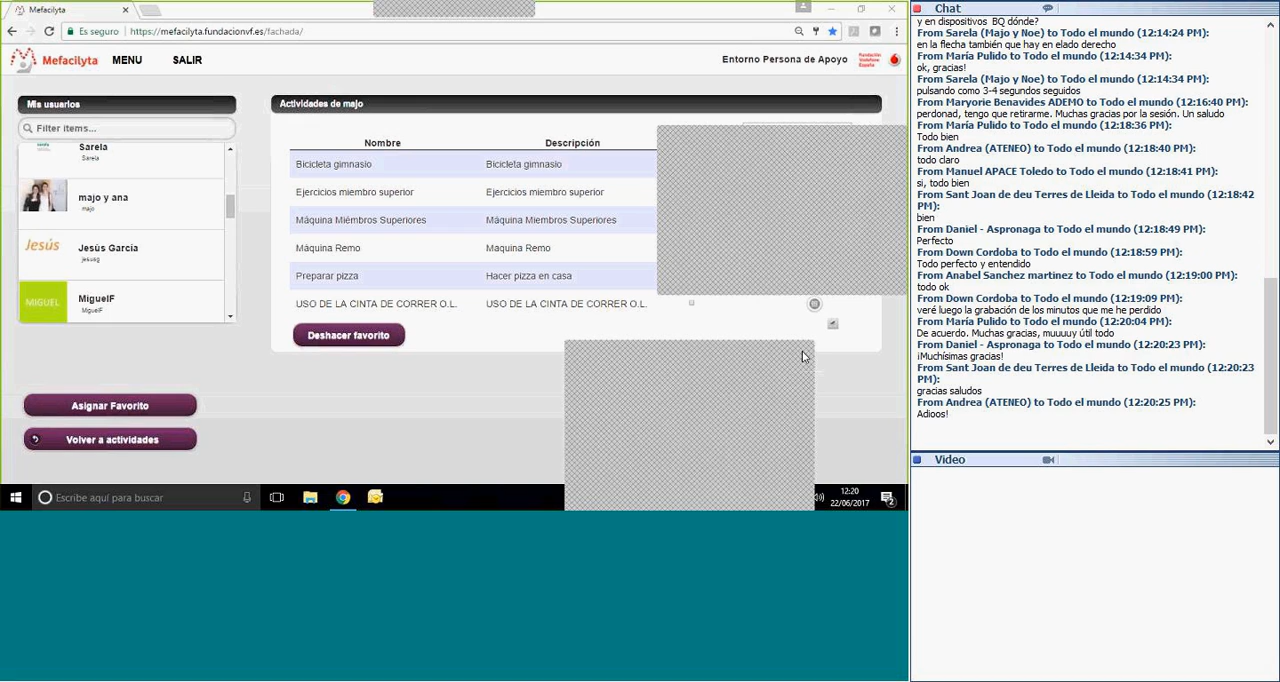 Mefacilyta
Es seguro https://mefacilyta.fundacionvf.es/fachada/
Mefacilyta MENU SALIR
Entorno Persona de Apoyo
Fundación
Vodafone
España
Mis usuarios
Filter items...
Sarela
Sarela
majo y ana
majo
Jesús
Jesús García
jesusg
MIGUEL
MiguelF
MiguelF
Asignar Favorito
Volver a actividades
Actividades de majo
Nombre Descripción
Bicicleta gimnasio Bicicleta gimnasio
Ejercicios miembro superior Ejercicios miembro superior
Máquina Miembros Superiores Máquina Miembros Superiores
Máquina Remo Maquina Remo
Preparar pizza Hacer pizza en casa
USO DE LA CINTA DE CORRER O.L. USO DE LA CINTA DE CORRER O.L.
Deshacer favorito
Escribe aquí para buscar
12:20
22/06/2017
2
Chat
y en dispositivos BQ dónde?
From Sarela (Majo y Noe) to Todo el mundo (12:14:24 PM):
en la flecha también que hay en elado derecho
From María Pulido to Todo el mundo (12:14:34 PM):
ok, gracias!
From Sarela (Majo y Noe) to Todo el mundo (12:14:34 PM):
pulsando como 3-4 segundos seguidos
From Maryorie Benavides ADEMO to Todo el mundo (12:16:40 PM):
perdonad, tengo que retirarme. Muchas gracias por la sesión. Un saludo
From María Pulido to Todo el mundo (12:18:36 PM):
Todo bien
From Andrea (ATENEO) to Todo el mundo (12:18:40 PM):
todo claro
From Manuel APACE Toledo to Todo el mundo (12:18:41 PM):
si, todo bien
From Sant Joan de deu Terres de Lleida to Todo el mundo (12:18:42
PM):
bien
From Daniel - Aspronaga to Todo el mundo (12:18:49 PM):
Perfecto
From Down Cordoba to Todo el mundo (12:18:59 PM):
Todo perfecto y entendido
From Anabel Sanchez martinez to Todo el mundo (12:19:00 PM):
todo ok
From Down Cordoba to Todo el mundo (12:19:09 PM):
veré luego la grabación de los minutos que me he perdido
From María Pulido to Todo el mundo (12:20:04 PM):
De acuerdo. Muchas gracias, muuuuy útil todo
From Daniel - Aspronaga to Todo el mundo (12:20:23 PM):
¡Muchísimas gracias!
From Sant Joan de deu Terres de Lleida to Todo el mundo (12:20:23
PM):
gracias saludos
From Andrea (ATENEO) to Todo el mundo (12:20:25 PM):
Adioos!
Video